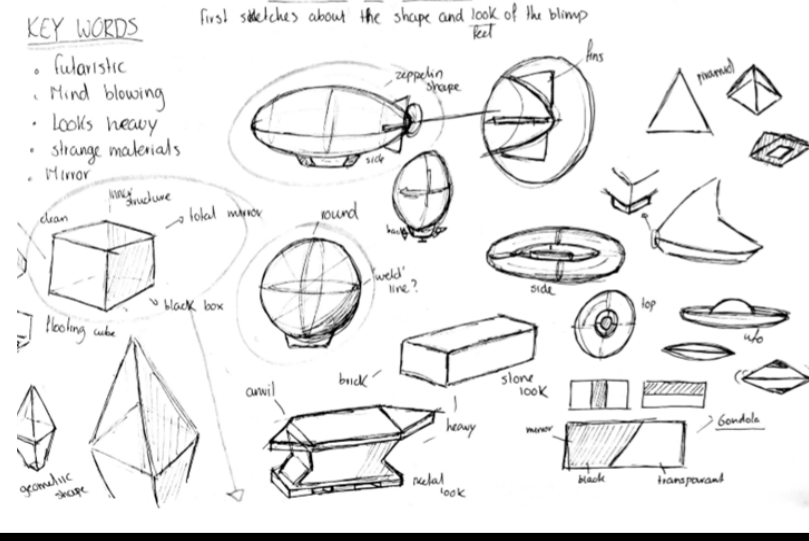 KEY WORDS
First sketches about the shape and look of the blimp
feel
futuristic
Mind blowing
Looks heavy
strange materials
Mirror
zeppelin
shape
side
fins
pyramid
back
clean
inner structure
total mirror
black box
floating cube
round
'weld'
line?
side
top
ufo
brick
stone
look
anvil
heavy
metal
look
geometric
shape
mirror
black
transparant
Gondola